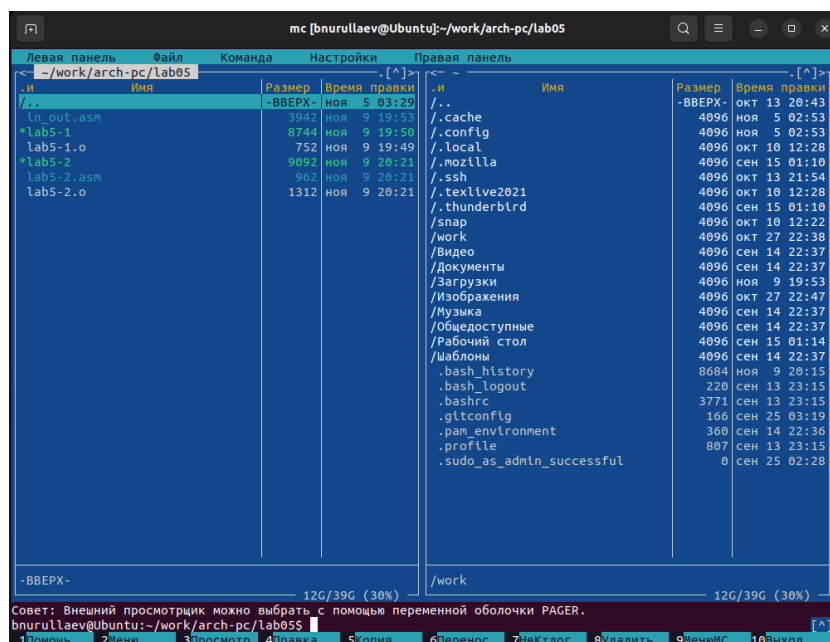 mc [bnurullaev@Ubuntu]:~/work/arch-pc/lab05
Левая панель Файл Команда Настройки Правая панель
<- ~/work/arch-pc/lab05 .[^]>
.и Имя Размер Время правки
/.. -ВВЕРХ- ноя 5 03:29
in_out.asm 3942 ноя 9 19:53
*lab5-1 8744 ноя 9 19:50
lab5-1.o 752 ноя 9 19:49
*lab5-2 9092 ноя 9 20:21
lab5-2.asm 962 ноя 9 20:21
lab5-2.o 1312 ноя 9 20:21
-ВВЕРХ-
12G/39G (30%)
<- ~ .[^]>
.и Имя Размер Время правки
/.. -ВВЕРХ- окт 13 20:43
/.cache 4096 ноя 5 02:53
/.config 4096 ноя 5 02:53
/.local 4096 окт 10 12:28
/.mozilla 4096 сен 15 01:10
/.ssh 4096 окт 13 21:54
/.texlive2021 4096 окт 10 12:28
/.thunderbird 4096 сен 15 01:10
/snap 4096 окт 10 12:22
/work 4096 окт 27 22:38
/Видео 4096 сен 14 22:37
/Документы 4096 сен 14 22:37
/Загрузки 4096 ноя 9 19:53
/Изображения 4096 окт 27 22:47
/Музыка 4096 сен 14 22:37
/Общедоступные 4096 сен 14 22:37
/Рабочий стол 4096 сен 15 01:14
/Шаблоны 4096 сен 14 22:37
.bash_history 8684 ноя 9 20:15
.bash_logout 220 сен 13 23:15
.bashrc 3771 сен 13 23:15
.gitconfig 166 сен 25 03:19
.pam_environment 360 сен 14 22:36
.profile 807 сен 13 23:15
.sudo_as_admin_successful 0 сен 25 02:28
/work
12G/39G (30%)
Совет: Внешний просмотрщик можно выбрать с помощью переменной оболочки PAGER.
bnurullaev@Ubuntu:~/work/arch-pc/lab05$ [^]
1Помощь 2Меню 3Просмотр 4Правка 5Копия 6Перенос 7НвКтлог 8Удалить 9МенюМС 10Выход